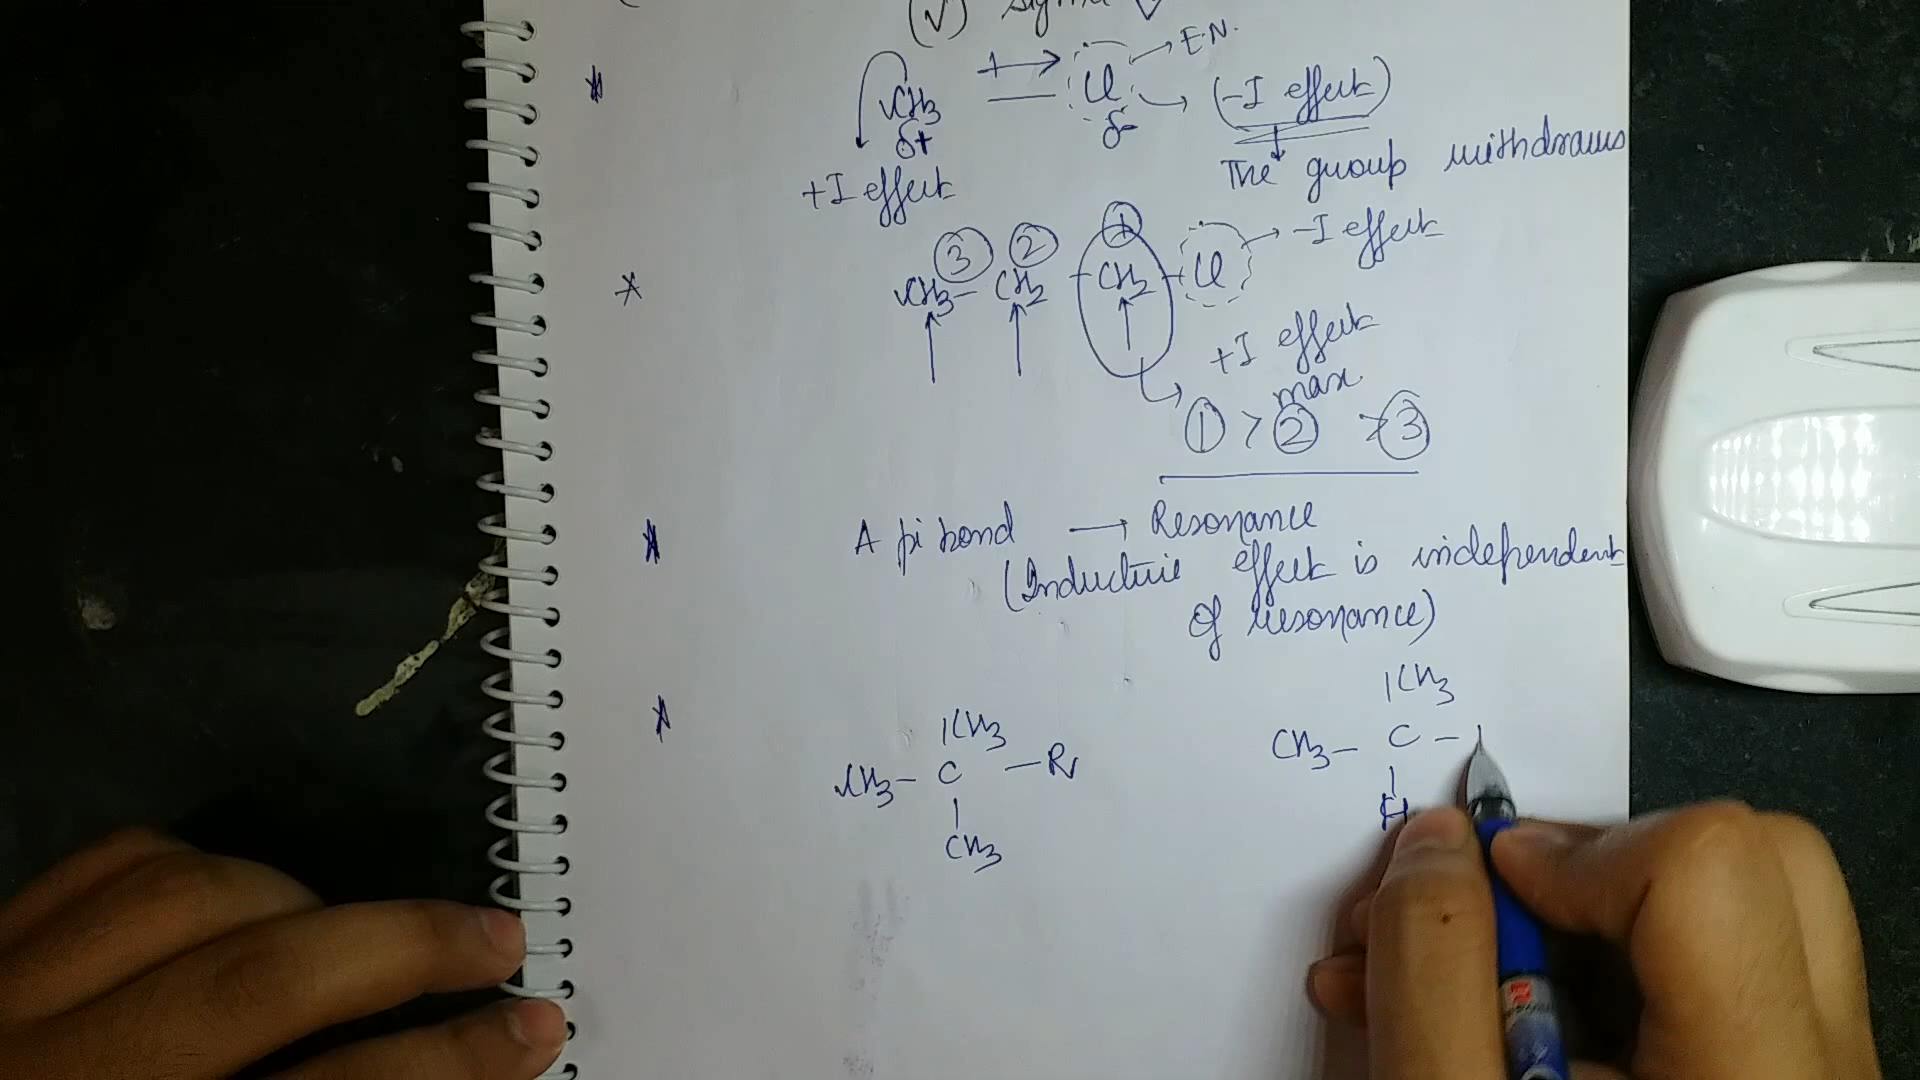 (V) sigma
CH3 Cl → E.N.
δ+ δ- → (-I effect)
+I effect The group withdraws
③ ② ①
CH3 - CH2 - CH2 - Cl → -I effect
+I effect
max.
① > ② > ③
A pi bond → Resonance
(Inductive effect is independent
of resonance)
CH3 CH3
CH3 - C - R CH3 - C -
CH3 H